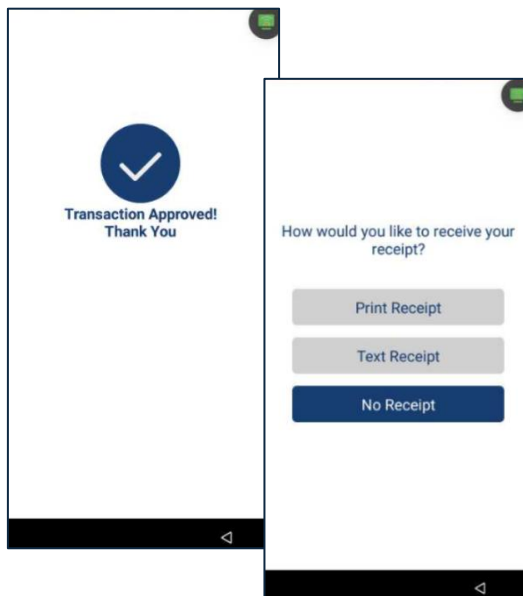 Transaction Approved!
Thank You
How would you like to receive your
receipt?
Print Receipt
Text Receipt
No Receipt